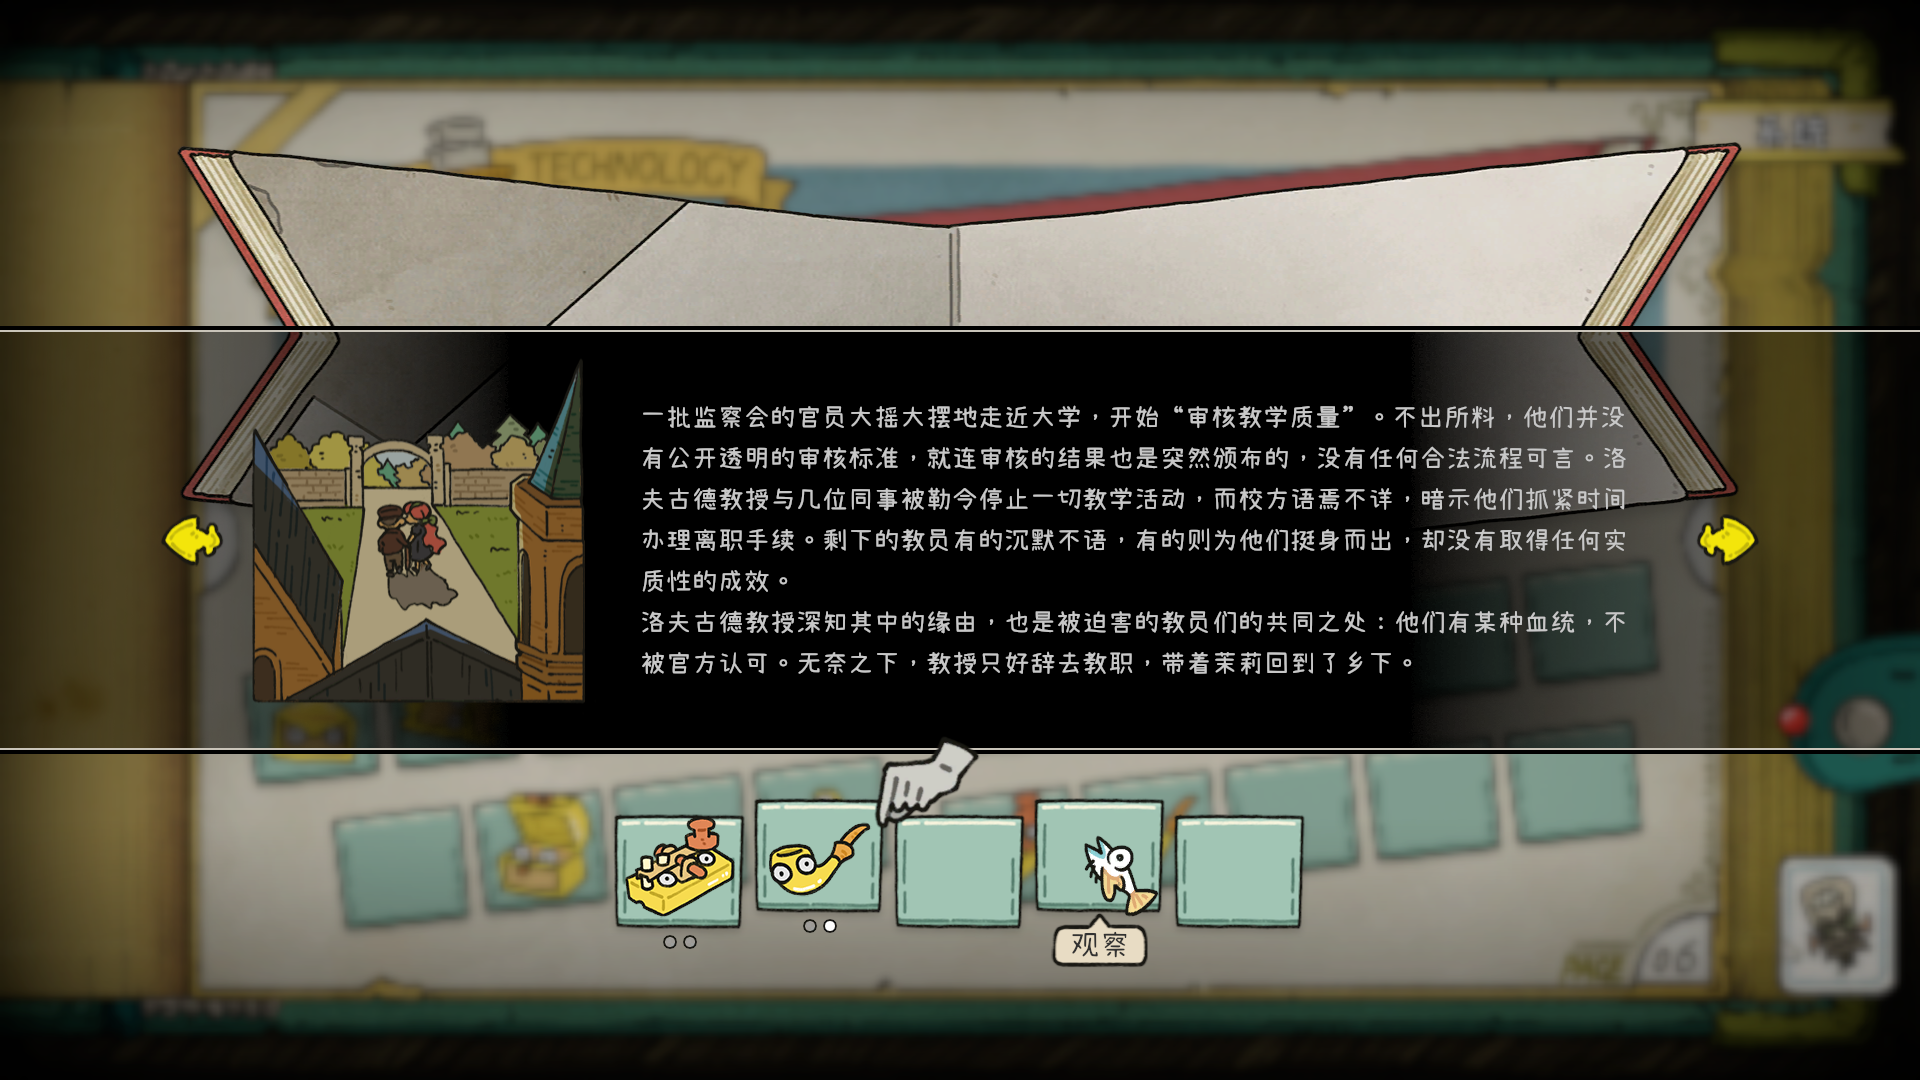 TECHNOLOGY
一批监察会的官员大摇大摆地走近大学，开始“审核教学质量”。不出所料，他们并没
有公开透明的审核标准，就连审核的结果也是突然颁布的，没有任何合法流程可言。洛
夫古德教授与几位同事被勒令停止一切教学活动，而校方语焉不详，暗示他们抓紧时间
办理离职手续。剩下的教员有的沉默不语，有的则为他们挺身而出，却没有取得任何实
质性的成效。
洛夫古德教授深知其中的缘由，也是被迫害的教员们的共同之处：他们有某种血统，不
被官方认可。无奈之下，教授只好辞去教职，带着茉莉回到了乡下。
观察
PAGE